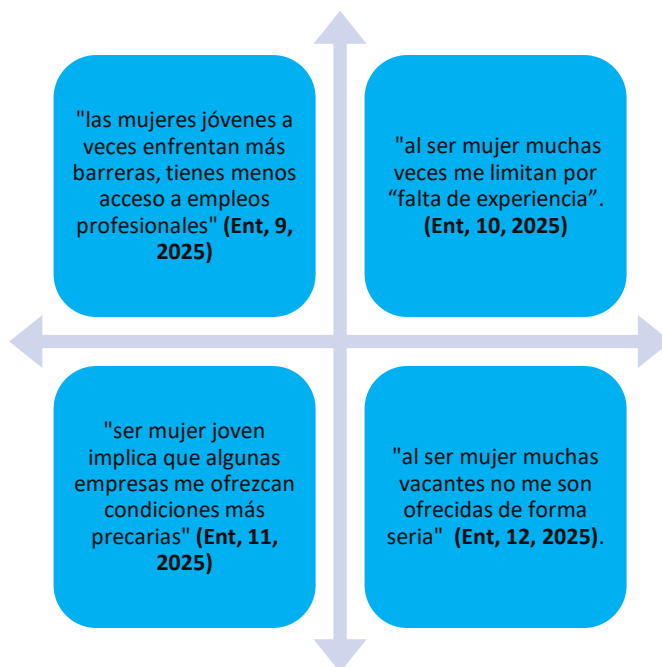 "las mujeres jóvenes a
veces enfrentan más
barreras, tienes menos
acceso a empleos
profesionales" (Ent, 9,
2025)
"al ser mujer muchas
veces me limitan por
“falta de experiencia”.
(Ent, 10, 2025)
"ser mujer joven
implica que algunas
empresas me ofrezcan
condiciones más
precarias" (Ent, 11,
2025)
"al ser mujer muchas
vacantes no me son
ofrecidas de forma
seria"  (Ent, 12, 2025).